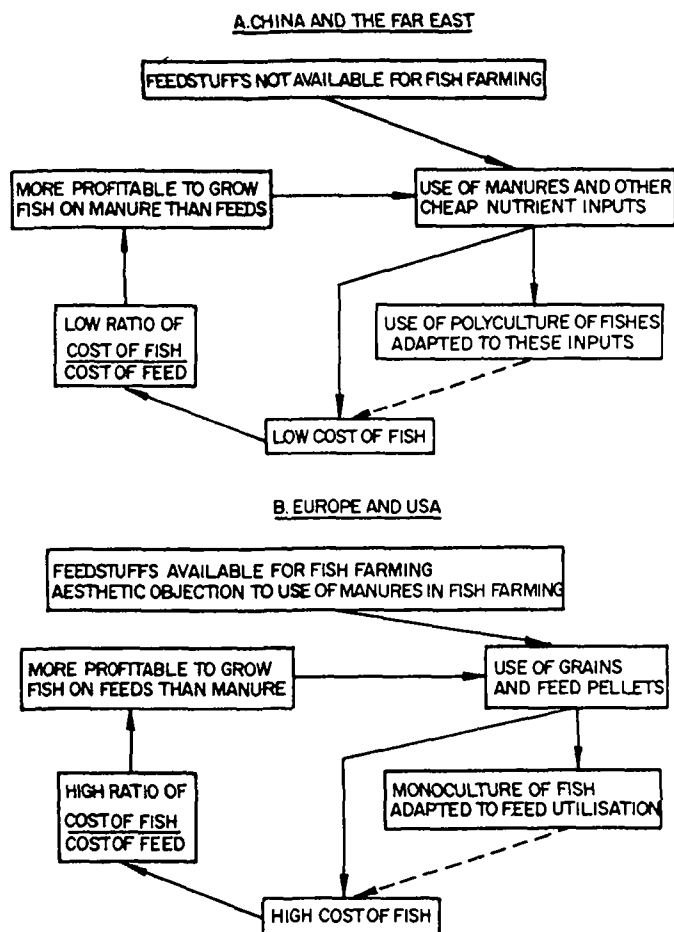 A. CHINA AND THE FAR EAST
FEEDSTUFFS NOT AVAILABLE FOR FISH FARMING
MORE PROFITABLE TO GROW
FISH ON MANURE THAN FEEDS
USE OF MANURES AND OTHER
CHEAP NUTRIENT INPUTS
LOW RATIO OF
COST OF FISH
COST OF FEED
USE OF POLYCULTURE OF FISHES
ADAPTED TO THESE INPUTS
LOW COST OF FISH
B. EUROPE AND USA
FEEDSTUFFS AVAILABLE FOR FISH FARMING
AESTHETIC OBJECTION TO USE OF MANURES IN FISH FARMING
MORE PROFITABLE TO GROW
FISH ON FEEDS THAN MANURE
USE OF GRAINS
AND FEED PELLETS
HIGH RATIO OF
COST OF FISH
COST OF FEED
MONOCULTURE OF FISH
ADAPTED TO FEED UTILISATION
HIGH COST OF FISH